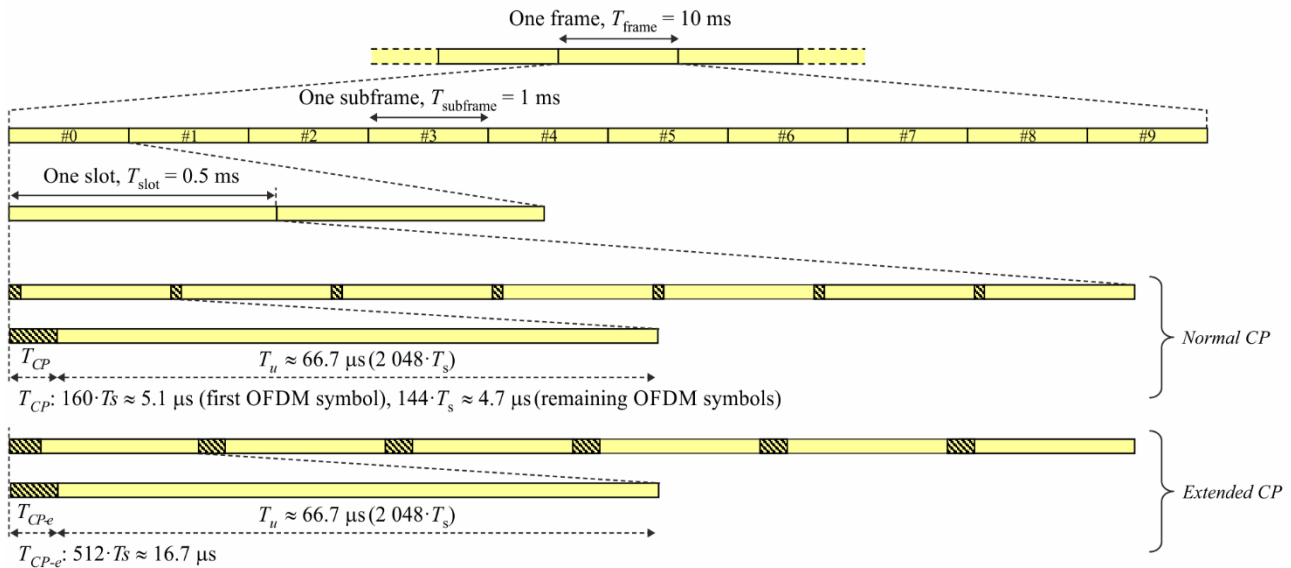 One frame, T_frame = 10 ms
One subframe, T_subframe = 1 ms
#0 #1 #2 #3 #4 #5 #6 #7 #8 #9
One slot, T_slot = 0.5 ms
T_CP
T_u ≈ 66.7 μs (2 048·T_s)
Normal CP
T_CP: 160·Ts ≈ 5.1 μs (first OFDM symbol), 144·T_s ≈ 4.7 μs (remaining OFDM symbols)
T_CP-e
T_u ≈ 66.7 μs (2 048·T_s)
Extended CP
T_CP-e: 512·Ts ≈ 16.7 μs